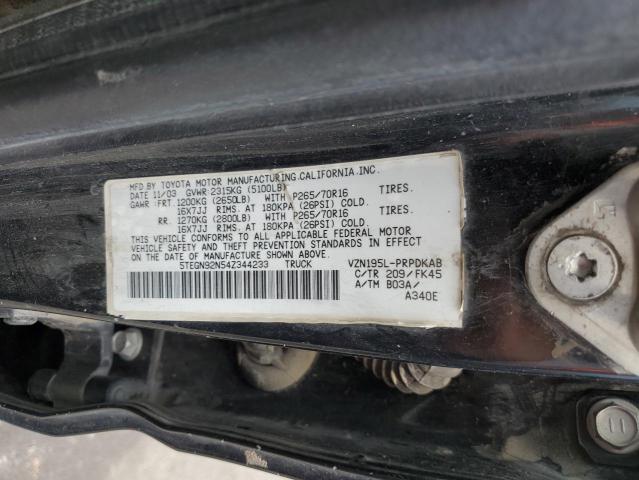 MFD BY TOYOTA MOTOR MANUFACTURING,CALIFORNIA,INC.
DATE 11/03 GVWR 2315KG (5100LB)
GAWR FRT. 1200KG (2650LB) WITH P265/70R16 TIRES.
16X7JJ RIMS. AT 180KPA (26PSI) COLD.
RR. 1270KG (2800LB) WITH P265/70R16 TIRES.
16X7JJ RIMS. AT 180KPA (26PSI) COLD.
THIS VEHICLE CONFORMS TO ALL APPLICABLE FEDERAL MOTOR
VEHICLE SAFETY AND BUMPER STANDARDS IN EFFECT
ON THE DATE OF MANUFACTURE SHOWN ABOVE.
5TEGN92N54Z344233 TRUCK VZN195L-PRPDKAB
C/TR 209/FK45
A/TM B03A/
A340E